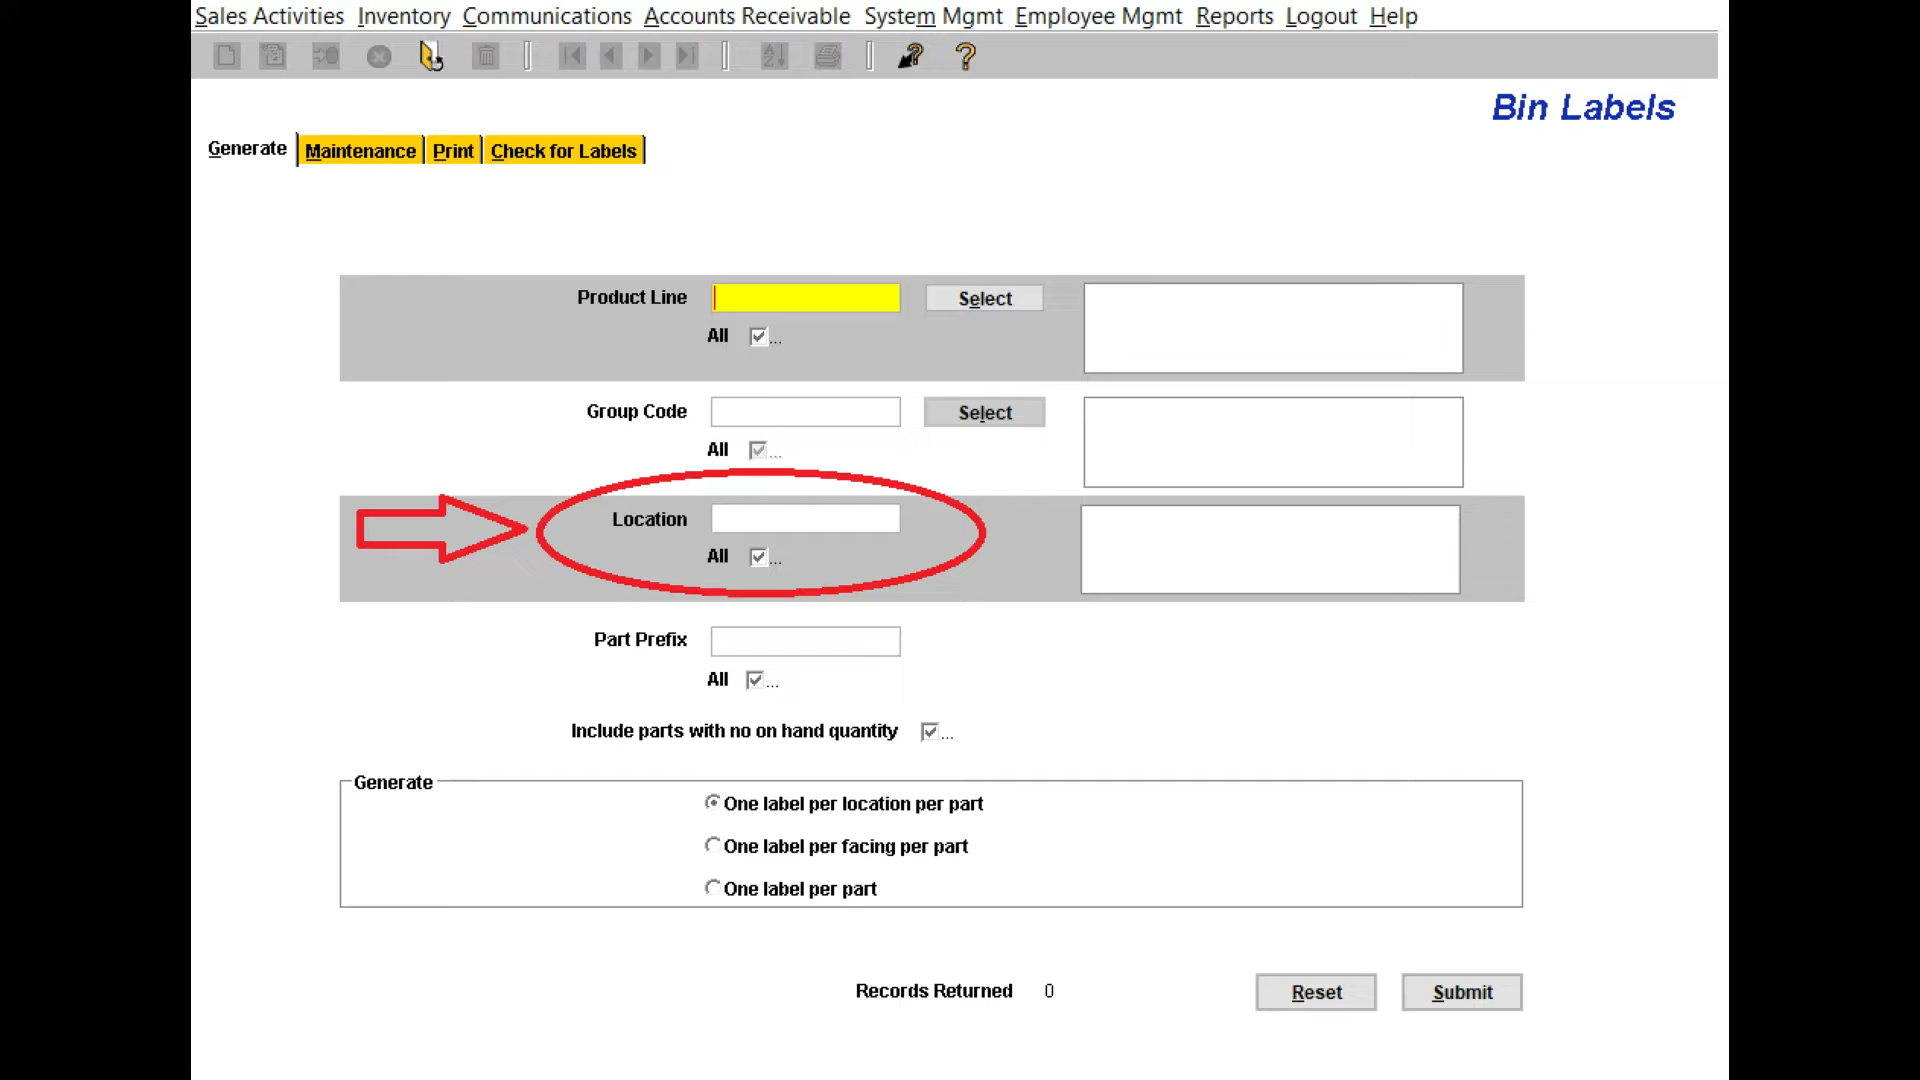 Sales Activities Inventory Communications Accounts Receivable System Mgmt Employee Mgmt Reports Logout Help
Bin Labels
Generate Maintenance Print Check for Labels
Product Line Select
All ...
Group Code Select
All ...
Location
All ...
Part Prefix
All ...
Include parts with no on hand quantity ...
Generate
One label per location per part
One label per facing per part
One label per part
Records Returned 0 Reset Submit